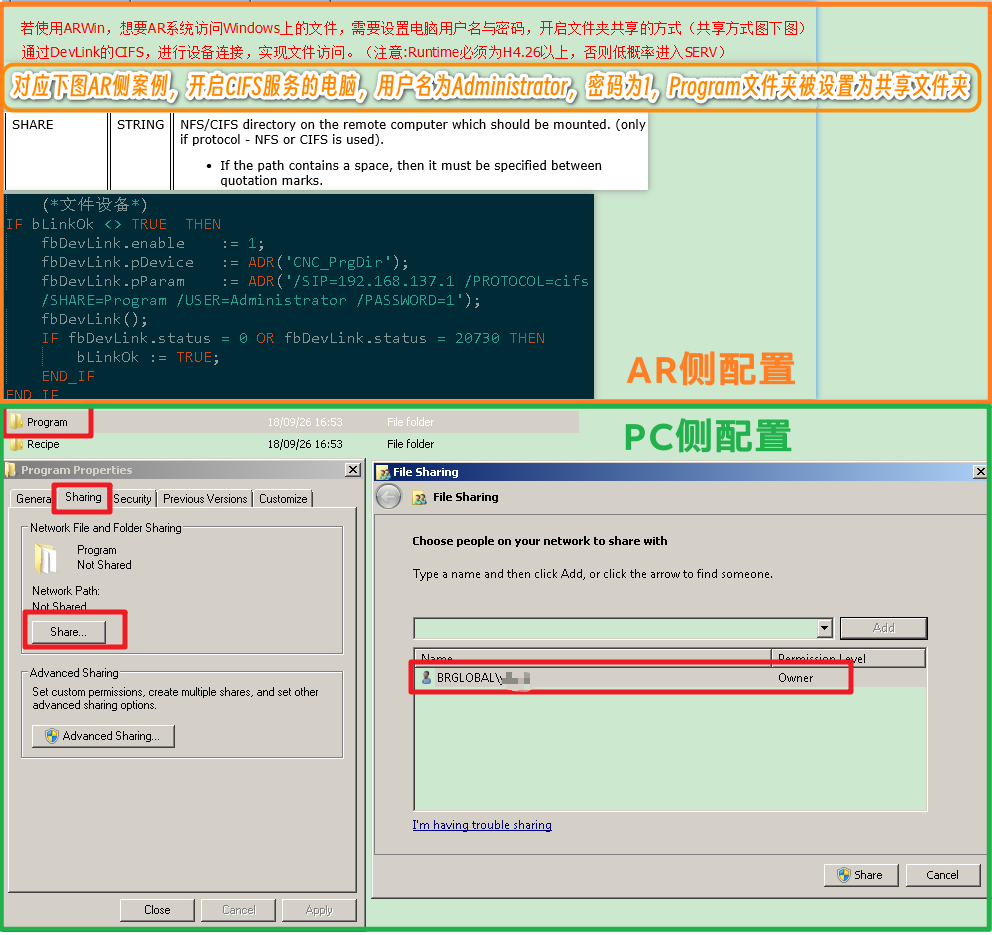 若使用ARWin，想要AR系统访问Windows上的文件，需要设置电脑用户名与密码，开启文件夹共享的方式（共享方式图下图）
通过DevLink的CIFS，进行设备连接，实现文件访问。（注意:Runtime必须为H4.26以上，否则低概率进入SERV）
对应下图AR侧案例，开启CIFS服务的电脑，用户名为Administrator，密码为1，Program文件夹被设置为共享文件夹
SHARE STRING NFS/CIFS directory on the remote computer which should be mounted. (only
if protocol - NFS or CIFS is used).
• If the path contains a space, then it must be specified between
quotation marks.
(*文件设备*)
IF bLinkOk <> TRUE THEN
fbDevLink.enable := 1;
fbDevLink.pDevice := ADR('CNC_PrgDir');
fbDevLink.pParam := ADR('/SIP=192.168.137.1 /PROTOCOL=cifs
/SHARE=Program /USER=Administrator /PASSWORD=1');
fbDevLink();
IF fbDevLink.status = 0 OR fbDevLink.status = 20730 THEN
bLinkOk := TRUE;
END_IF
END_IF
AR侧配置
Program 18/09/26 16:53 File folder
Recipe 18/09/26 16:53 File folder
PC侧配置
Program Properties
General Sharing Security Previous Versions Customize
Network File and Folder Sharing
Program
Not Shared
Network Path:
Not Shared
Share...
Advanced Sharing
Set custom permissions, create multiple shares, and set other
advanced sharing options.
Advanced Sharing...
Close Cancel Apply
File Sharing
File Sharing
Choose people on your network to share with
Type a name and then click Add, or click the arrow to find someone.
Add
Name Permission Level
BRGLOBAL\ Owner
I'm having trouble sharing
Share Cancel